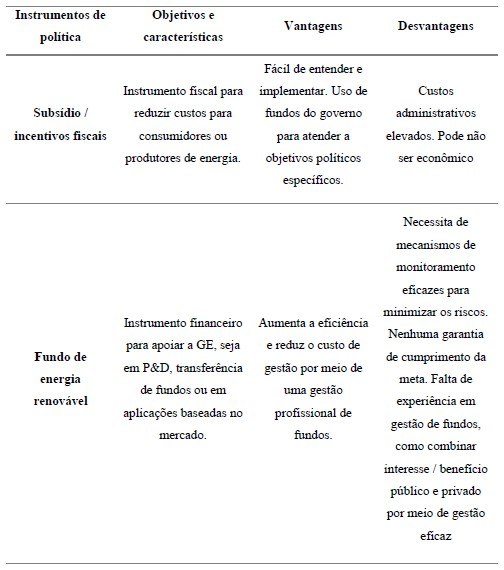 Instrumentos de política
Objetivos e características
Vantagens
Desvantagens
Subsídio /
incentivos fiscais
Instrumento fiscal para
reduzir custos para
consumidores ou
produtores de energia.
Fácil de entender e
implementar. Uso de
fundos do governo
para atender a
objetivos políticos
específicos.
Custos
administrativos
elevados. Pode não
ser econômico
Fundo de
energia
renovável
Instrumento financeiro
para apoiar a GE, seja
em P&D, transferência
de fundos ou em
aplicações baseadas no
mercado.
Aumenta a eficiência
e reduz o custo de
gestão por meio de
uma gestão
profissional de
fundos.
Necessita de
mecanismos de
monitoramento
eficazes para
minimizar os riscos.
Nenhuma garantia
de cumprimento da
meta. Falta de
experiência em
gestão de fundos,
como combinar
interesse / benefício
público e privado
por meio de gestão
eficaz